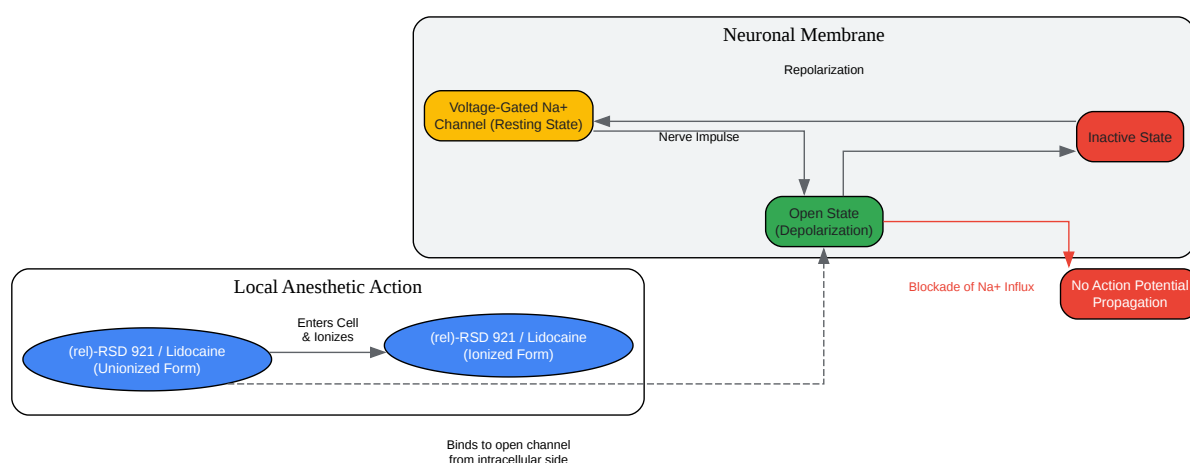 Neuronal Membrane
Repolarization
Voltage-Gated Na+
Channel (Resting State)
Nerve Impulse
Inactive State
Open State
(Depolarization)
Blockade of Na+ Influx
No Action Potential
Propagation
Local Anesthetic Action
Enters Cell
& Ionizes
(rel)-RSD 921 / Lidocaine
(Unionized Form)
(rel)-RSD 921 / Lidocaine
(Ionized Form)
Binds to open channel
from intracellular side